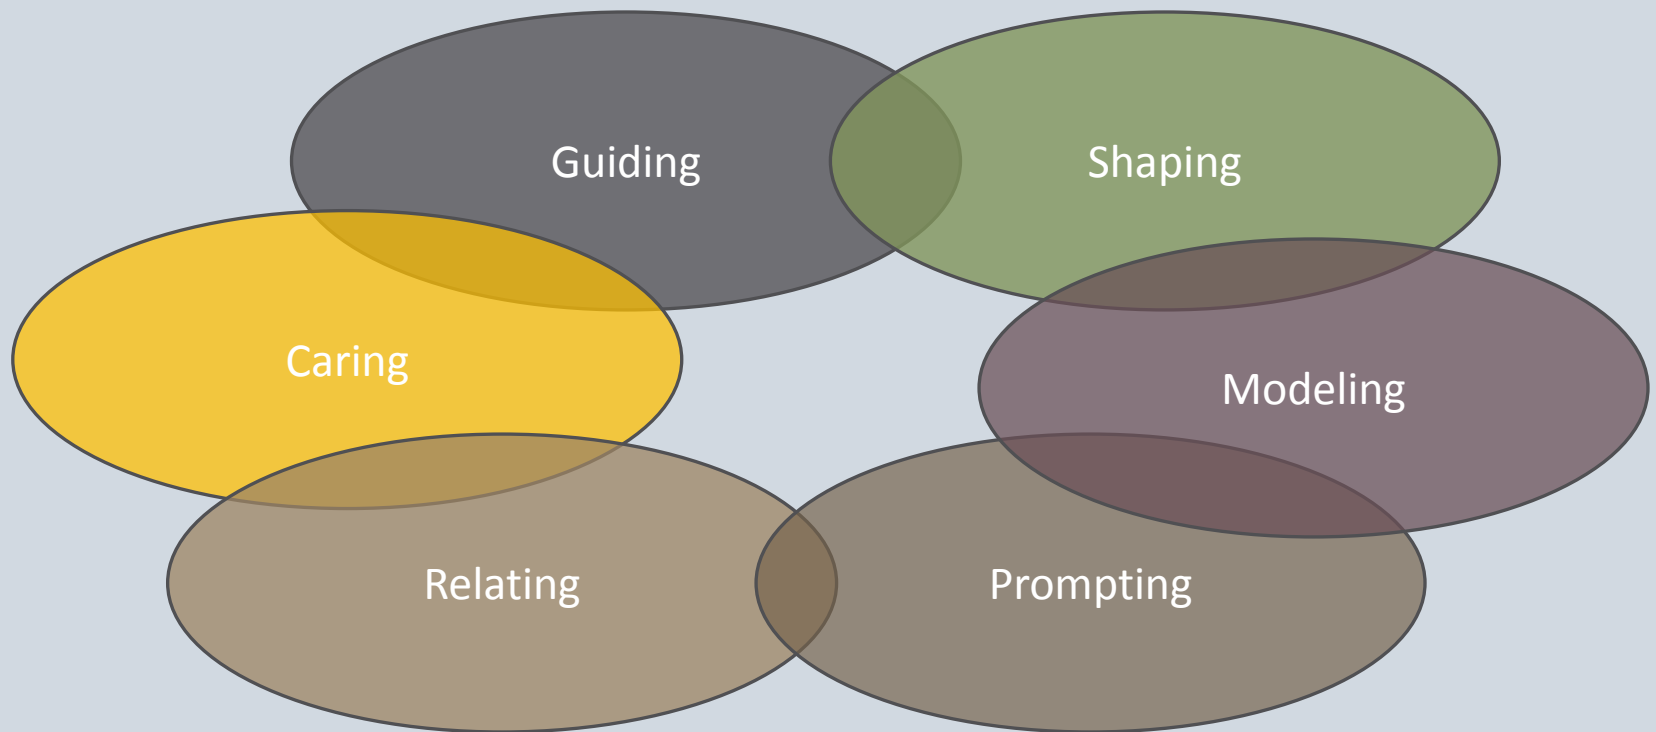 Guiding
Shaping
Caring
Modeling
Relating
Prompting